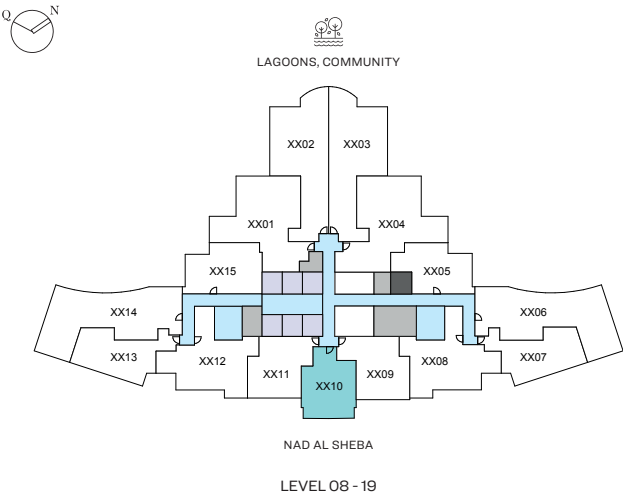 Q N
LAGOONS, COMMUNITY
XX02 XX03
XX01 XX04
XX15 XX05
XX14 XX06
XX13 XX12 XX08 XX07
XX11 XX10 XX09
NAD AL SHEBA
LEVEL 08 - 19